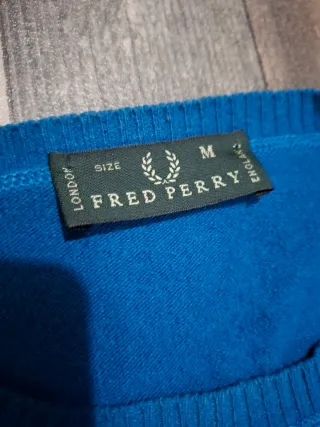 SIZE M
LONDON
FRED PERRY
ENGLAND